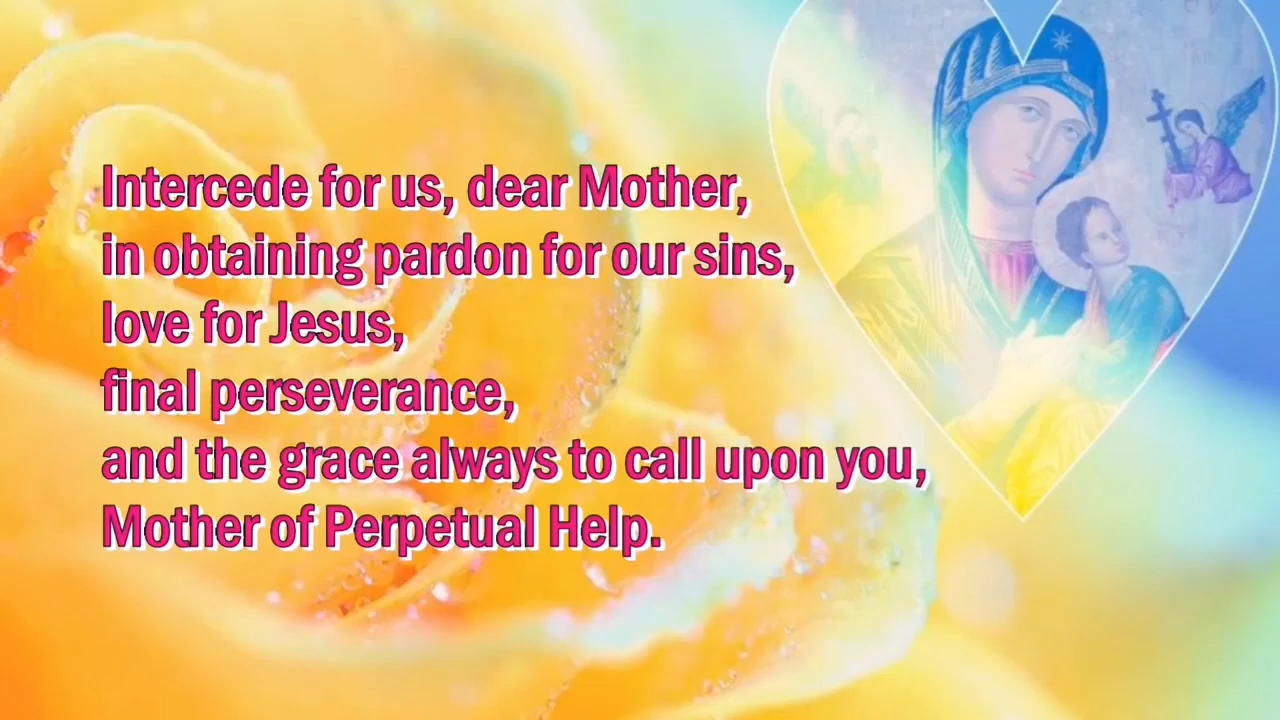 Intercede for us, dear Mother,
in obtaining pardon for our sins,
love for Jesus,
final perseverance,
and the grace always to call upon you,
Mother of Perpetual Help.